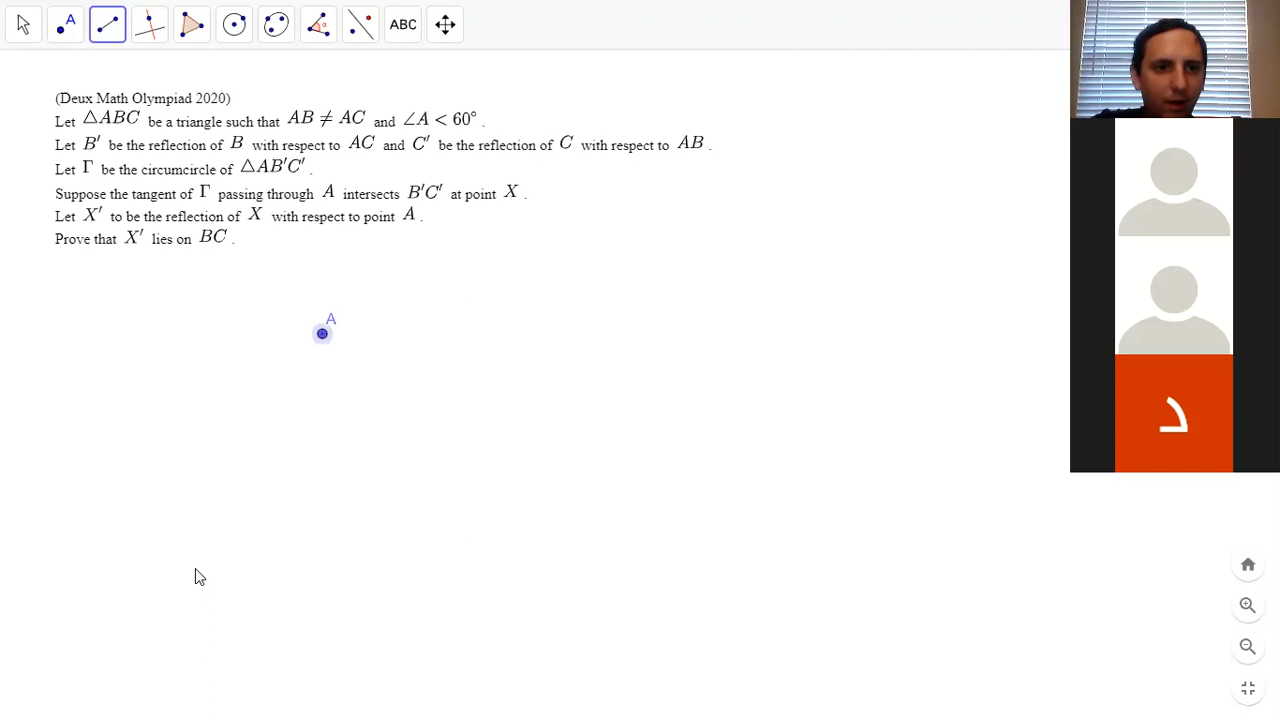 A
ABC
(Deux Math Olympiad 2020)
Let △ABC be a triangle such that AB ≠ AC and ∠A < 60° .
Let B′ be the reflection of B with respect to AC and C′ be the reflection of C with respect to AB .
Let Γ be the circumcircle of △AB′C′ .
Suppose the tangent of Γ passing through A intersects B′C′ at point X .
Let X′ to be the reflection of X with respect to point A .
Prove that X′ lies on BC .
A
د